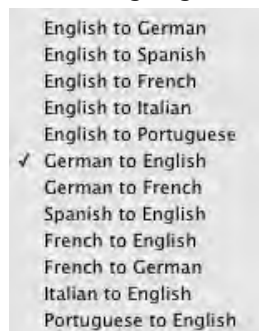 English to German
English to Spanish
English to French
English to Italian
English to Portuguese
✓ German to English
German to French
Spanish to English
French to English
French to German
Italian to English
Portuguese to English